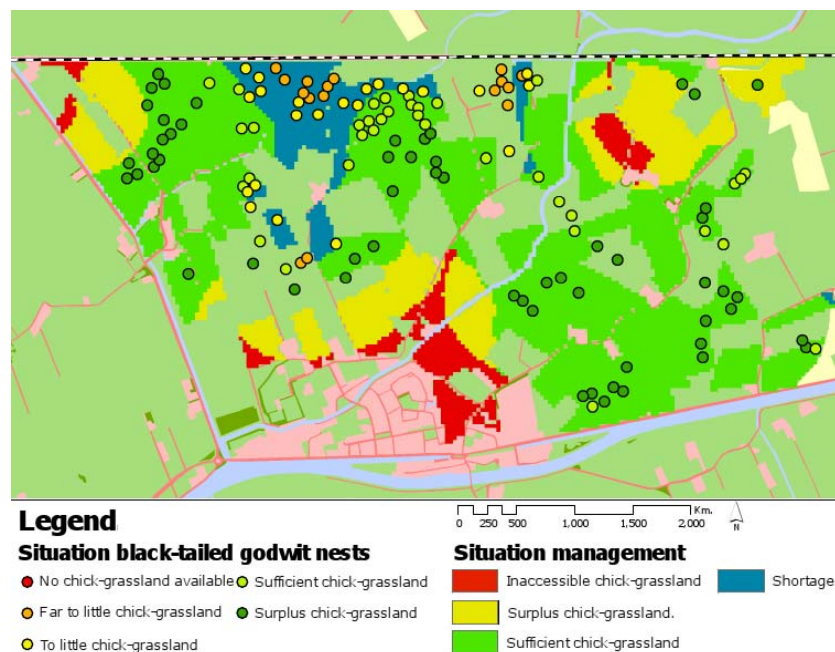 Legend
Situation black-tailed godwit nests
No chick-grassland available
Sufficient chick-grassland
Far to little chick-grassland
Surplus chick-grassland
To little chick-grassland
0 250 500 1,000 1,500 2,000 Km.
N
Situation management
Inaccessible chick-grassland
Shortage
Surplus chick-grassland.
Sufficient chick-grassland